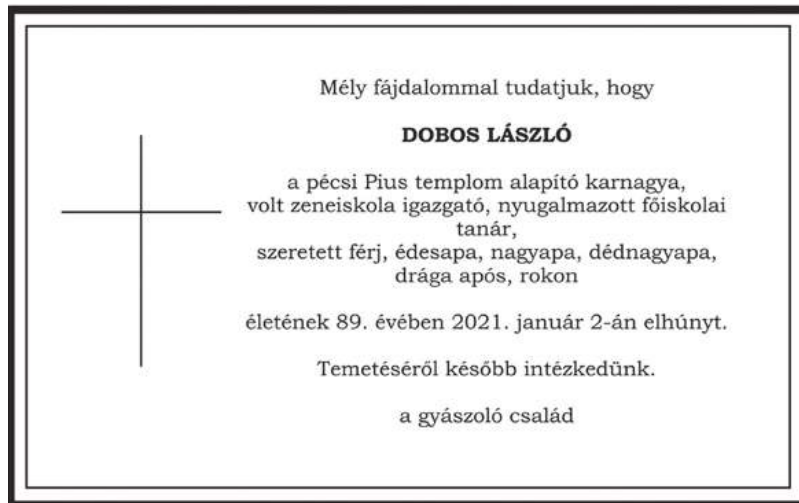 Mély fájdalommal tudatjuk, hogy
DOBOS LÁSZLÓ
a pécsi Pius templom alapító karnagya,
volt zeneiskola igazgató, nyugalmazott főiskolai
tanár,
szeretett férj, édesapa, nagyapa, dédnagyapa,
drága após, rokon
életének 89. évében 2021. január 2-án elhúnyt.
Temetéséről később intézkedünk.
a gyászoló család